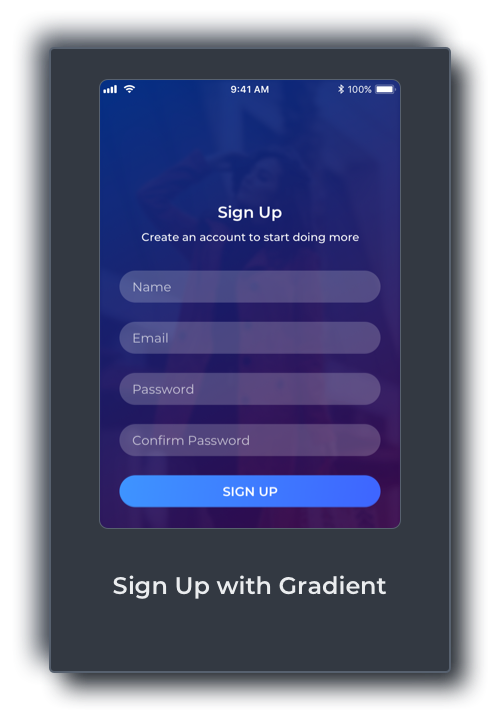 9:41 AM 100%
Sign Up
Create an account to start doing more
Name
Email
Password
Confirm Password
SIGN UP
Sign Up with Gradient